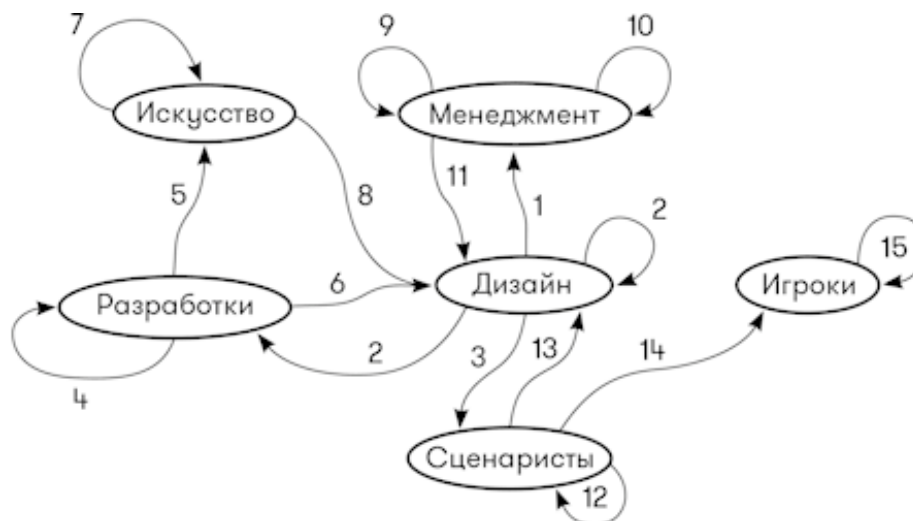 7
9
10
Искусство
Менеджмент
5
8
11
1
2
15
Разработки
6
Дизайн
Игроки
4
2
3
13
14
Сценаристы
12